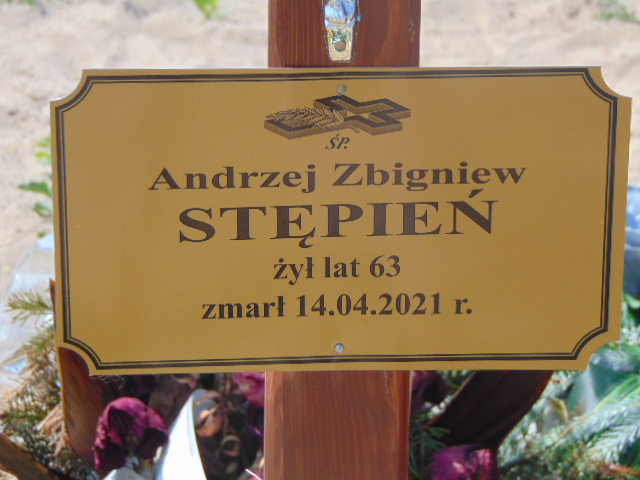 ŚP.
Andrzej Zbigniew
STĘPIEŃ
żył lat 63
zmarł 14.04.2021 r.